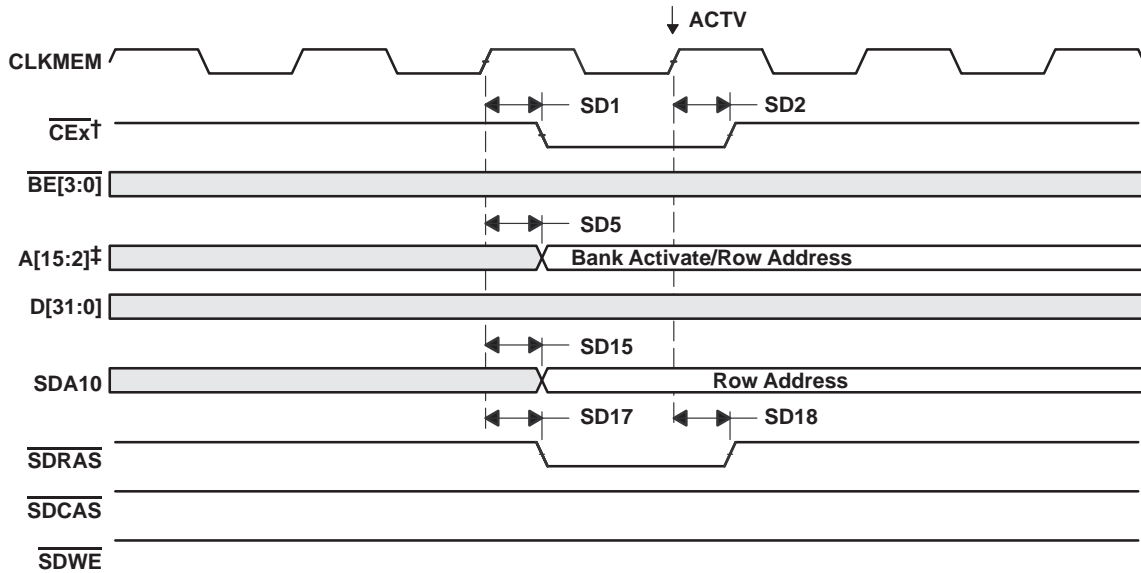 ACTV
CLKMEM
SD1 SD2
CEx†
BE[3:0]
SD5
A[15:2]‡ Bank Activate/Row Address
D[31:0]
SD15
SDA10 Row Address
SD17 SD18
SDRAS
SDCAS
SDWE